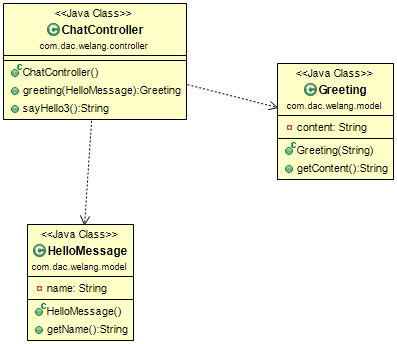 <<Java Class>>
ChatController
com.dac.welang.controller
ChatController()
greeting(HelloMessage):Greeting
sayHello3():String
<<Java Class>>
Greeting
com.dac.welang.model
content: String
Greeting(String)
getContent():String
<<Java Class>>
HelloMessage
com.dac.welang.model
name: String
HelloMessage()
getName():String